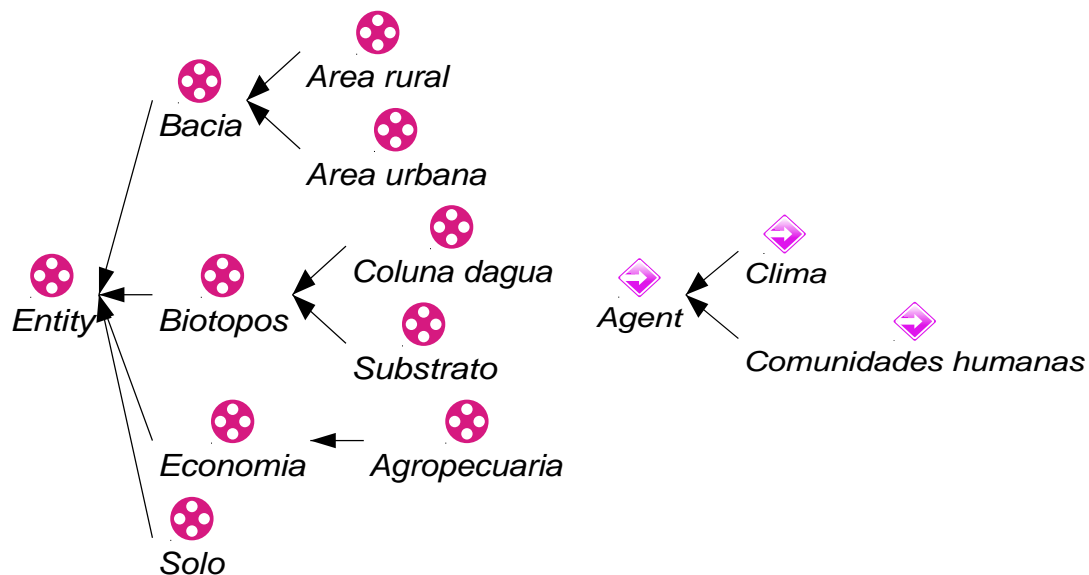 Area rural
Bacia
Area urbana
Coluna dagua
Clima
Entity
Biotopos
Agent
Substrato
Comunidades humanas
Economia
Agropecuaria
Solo